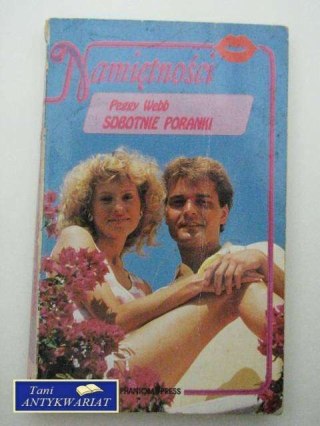 Namiętności
Peggy Webb
SOBOTNIE PORANKI
PHANTOM PRESS
Tani
ANTYKWARIAT